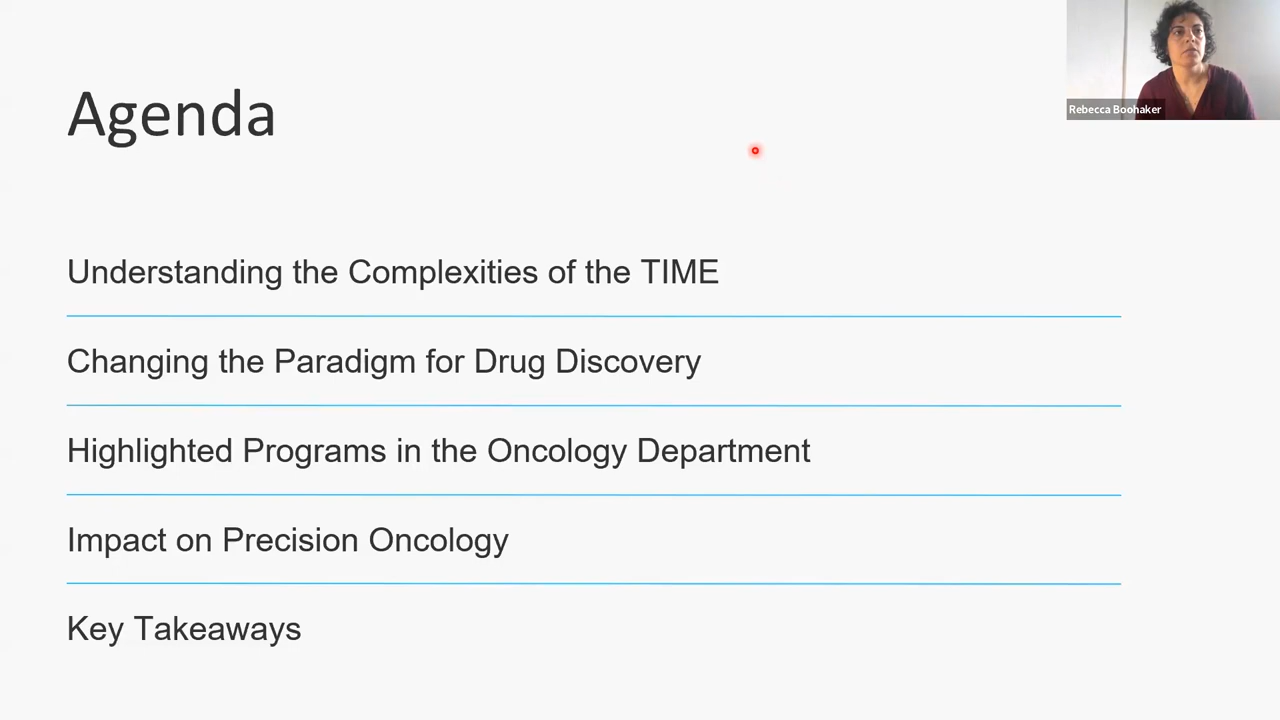 Agenda
Rebecca Boohaker
Understanding the Complexities of the TIME
Changing the Paradigm for Drug Discovery
Highlighted Programs in the Oncology Department
Impact on Precision Oncology
Key Takeaways